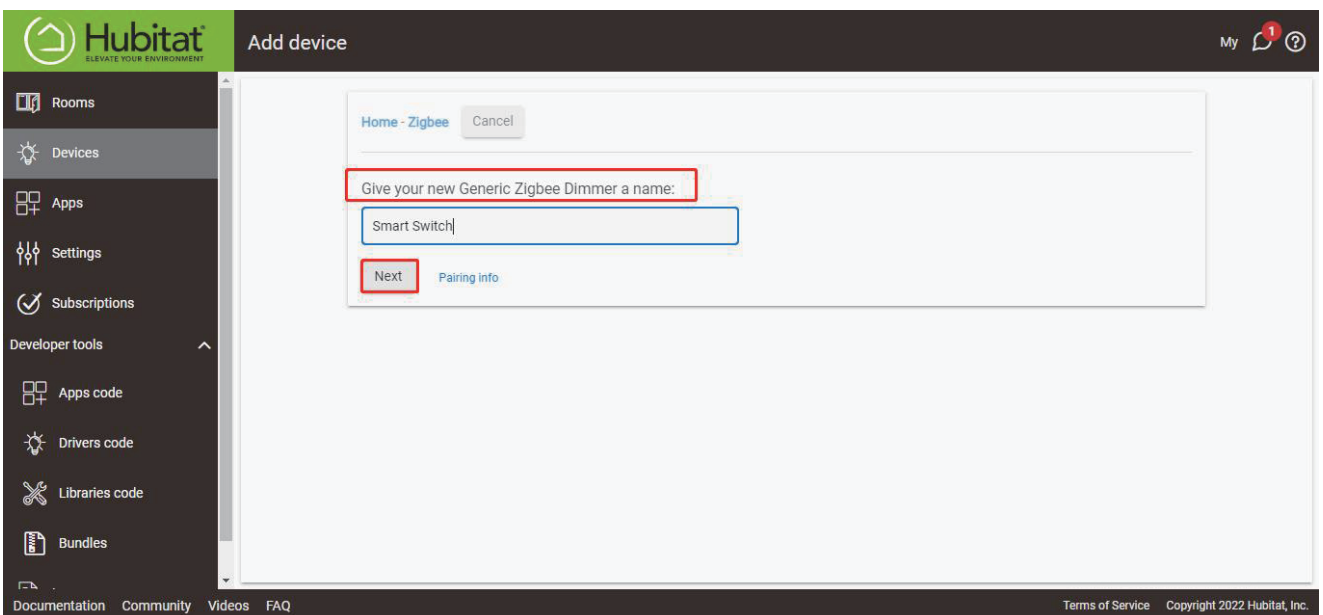 Hubitat
ELEVATE YOUR ENVIRONMENT
Add device
My
1
?
Rooms
Devices
Apps
Settings
Subscriptions
Developer tools
Apps code
Drivers code
Libraries code
Bundles
Home - Zigbee
Cancel
Give your new Generic Zigbee Dimmer a name:
Smart Switch
Next
Pairing info
Documentation Community Videos FAQ
Terms of Service Copyright 2022 Hubitat, Inc.